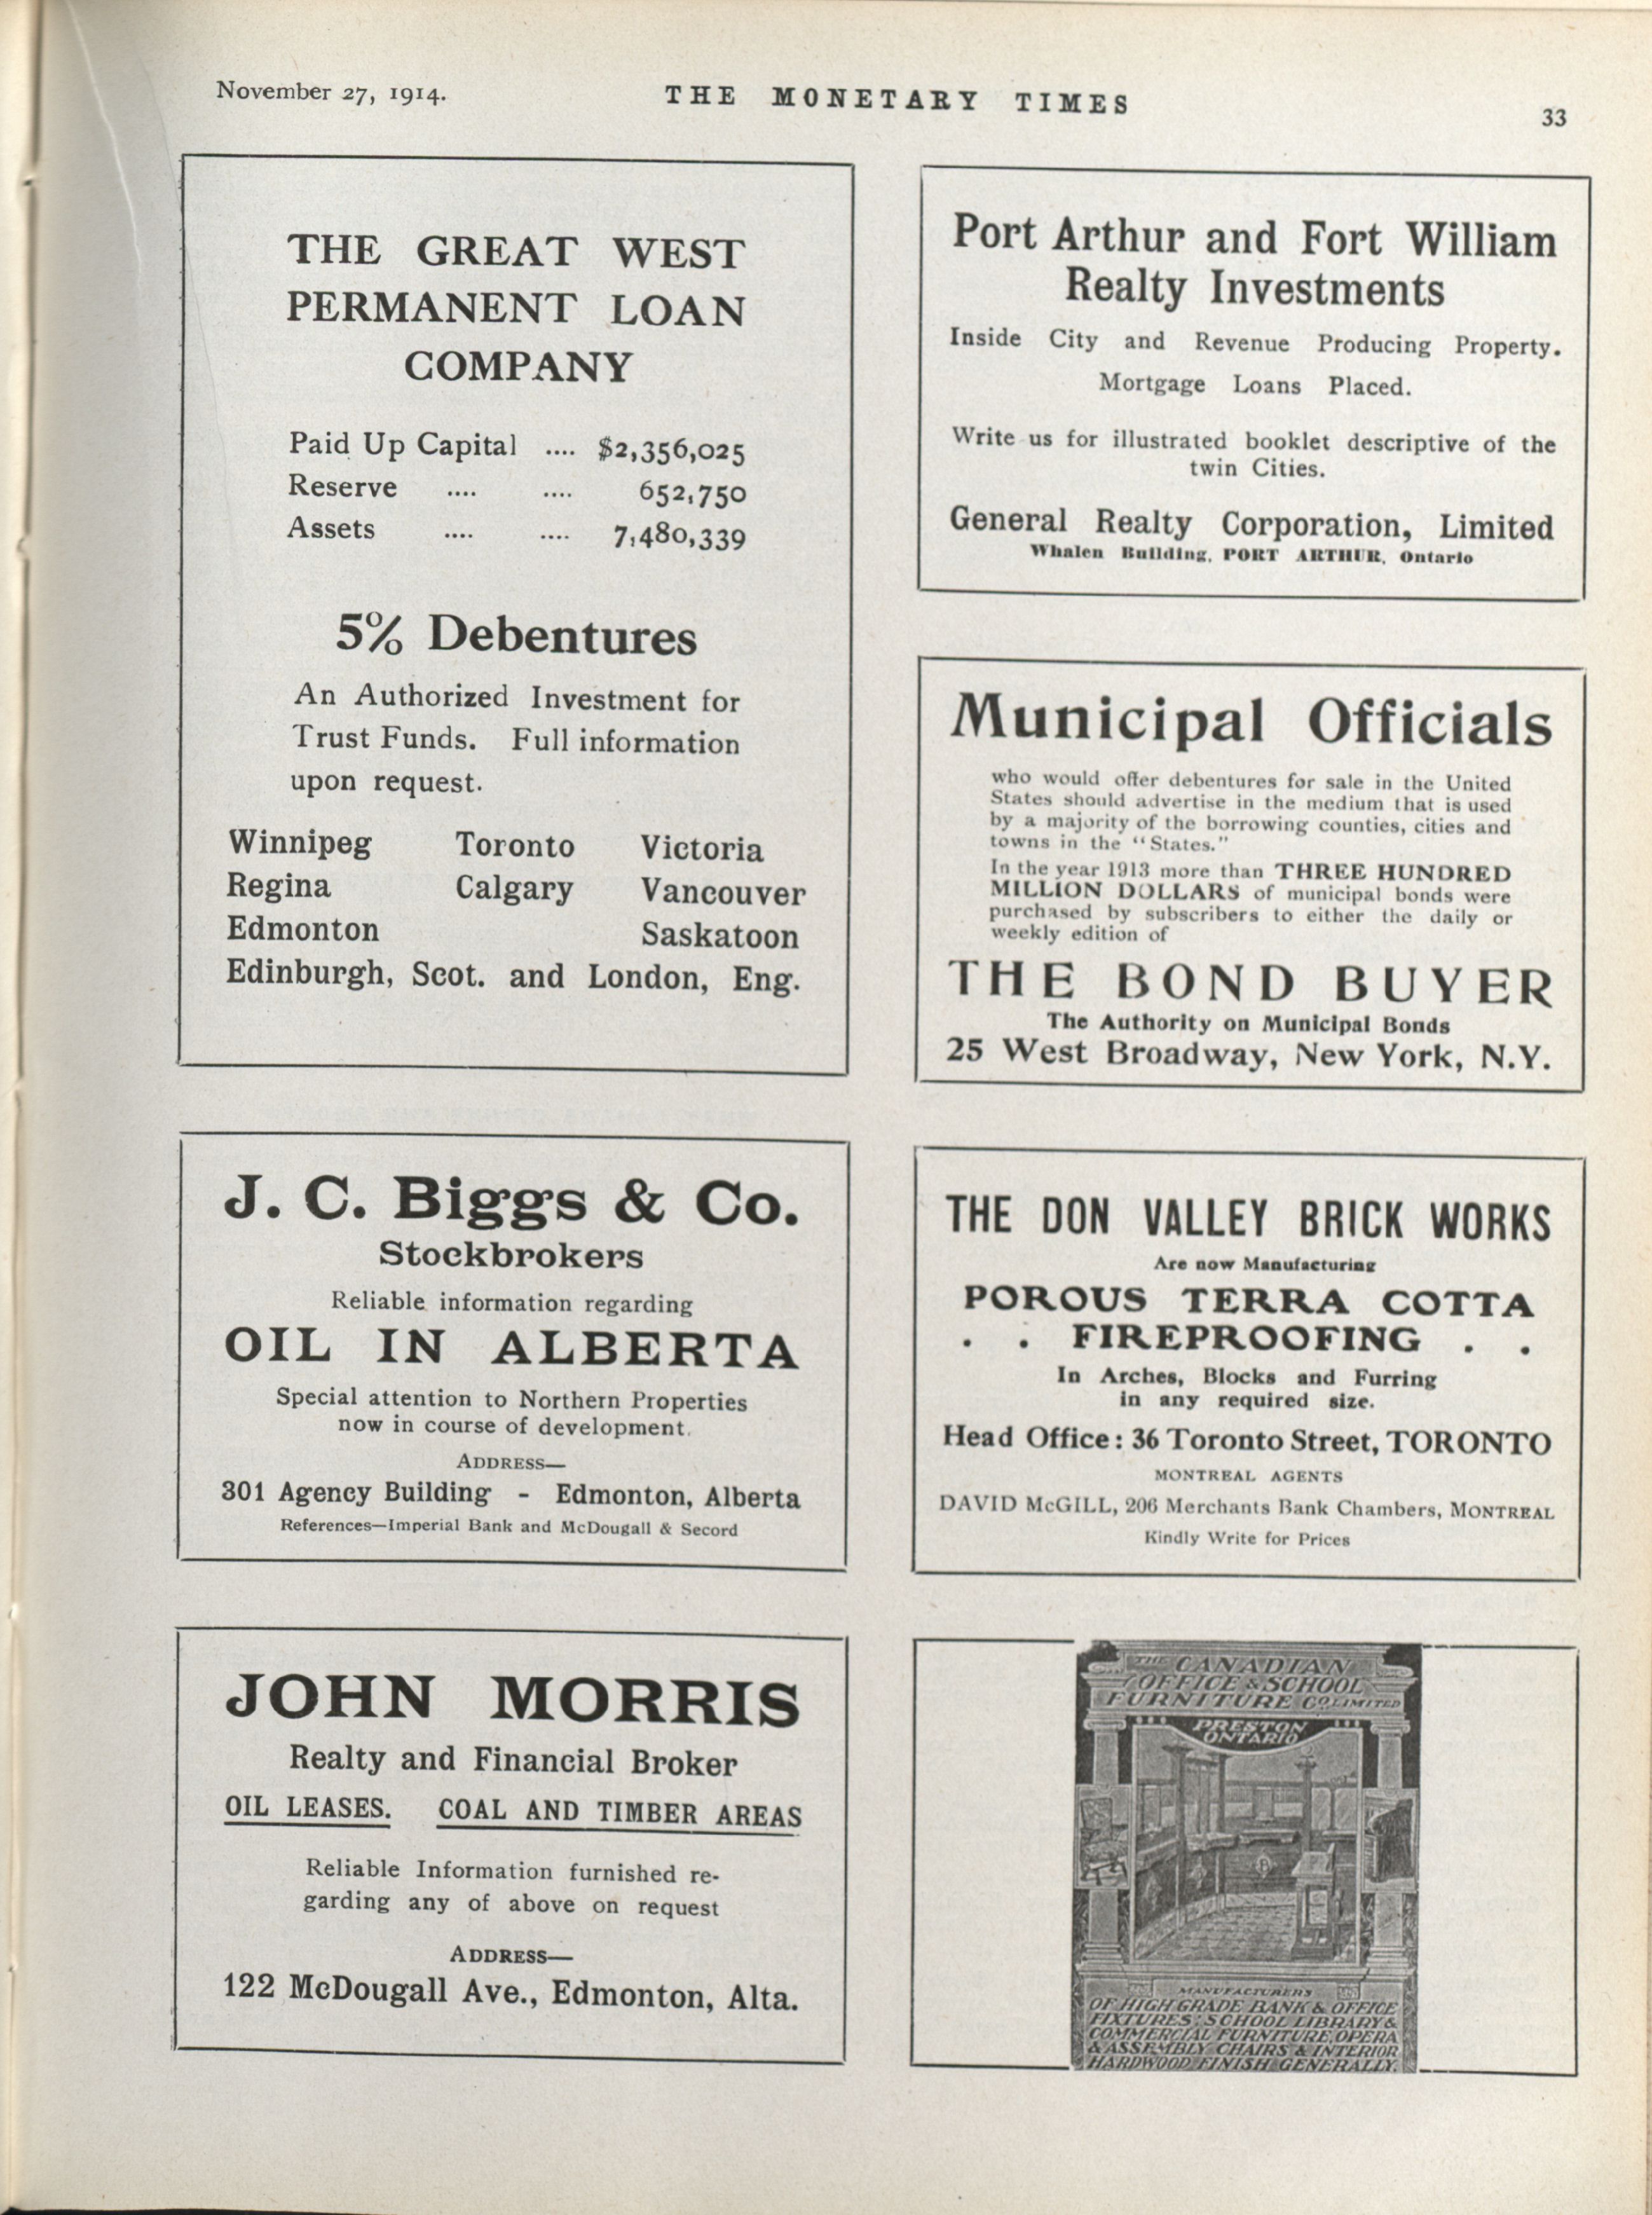 November 27, 1914.
THE MONETARY TIMES
33
THE GREAT WEST
PERMANENT LOAN
COMPANY
Paid Up Capital .... $2,356,025
Reserve .... .... 652,750
Assets .... .... 7,480,339
5% Debentures
An Authorized Investment for
Trust Funds. Full information
upon request.
Winnipeg Toronto Victoria
Regina Calgary Vancouver
Edmonton Saskatoon
Edinburgh, Scot. and London, Eng.
J. C. Biggs & Co.
Stockbrokers
Reliable information regarding
OIL IN ALBERTA
Special attention to Northern Properties
now in course of development.
ADDRESS—
301 Agency Building - Edmonton, Alberta
References—Imperial Bank and McDougall & Secord
JOHN MORRIS
Realty and Financial Broker
OIL LEASES. COAL AND TIMBER AREAS
Reliable Information furnished re-
garding any of above on request
ADDRESS—
122 McDougall Ave., Edmonton, Alta.
Port Arthur and Fort William
Realty Investments
Inside City and Revenue Producing Property.
Mortgage Loans Placed.
Write us for illustrated booklet descriptive of the
twin Cities.
General Realty Corporation, Limited
Whalen Building, PORT ARTHUR, Ontario
Municipal Officials
who would offer debentures for sale in the United
States should advertise in the medium that is used
by a majority of the borrowing counties, cities and
towns in the "States."
In the year 1913 more than THREE HUNDRED
MILLION DOLLARS of municipal bonds were
purchased by subscribers to either the daily or
weekly edition of
THE BOND BUYER
The Authority on Municipal Bonds
25 West Broadway, New York, N.Y.
THE DON VALLEY BRICK WORKS
Are now Manufacturing
POROUS TERRA COTTA
. . FIREPROOFING . .
In Arches, Blocks and Furring
in any required size.
Head Office: 36 Toronto Street, TORONTO
MONTREAL AGENTS
DAVID McGILL, 206 Merchants Bank Chambers, MONTREAL
Kindly Write for Prices
THE CANADIAN
OFFICE & SCHOOL
FURNITURE CO. LIMITED
PRESTON
ONTARIO
MANUFACTURERS
OF HIGH GRADE BANK & OFFICE
FIXTURES, SCHOOL LIBRARY &
COMMERCIAL FURNITURE, OPERA
& ASSEMBLY CHAIRS & INTERIOR
HARDWOOD FINISH GENERALLY.